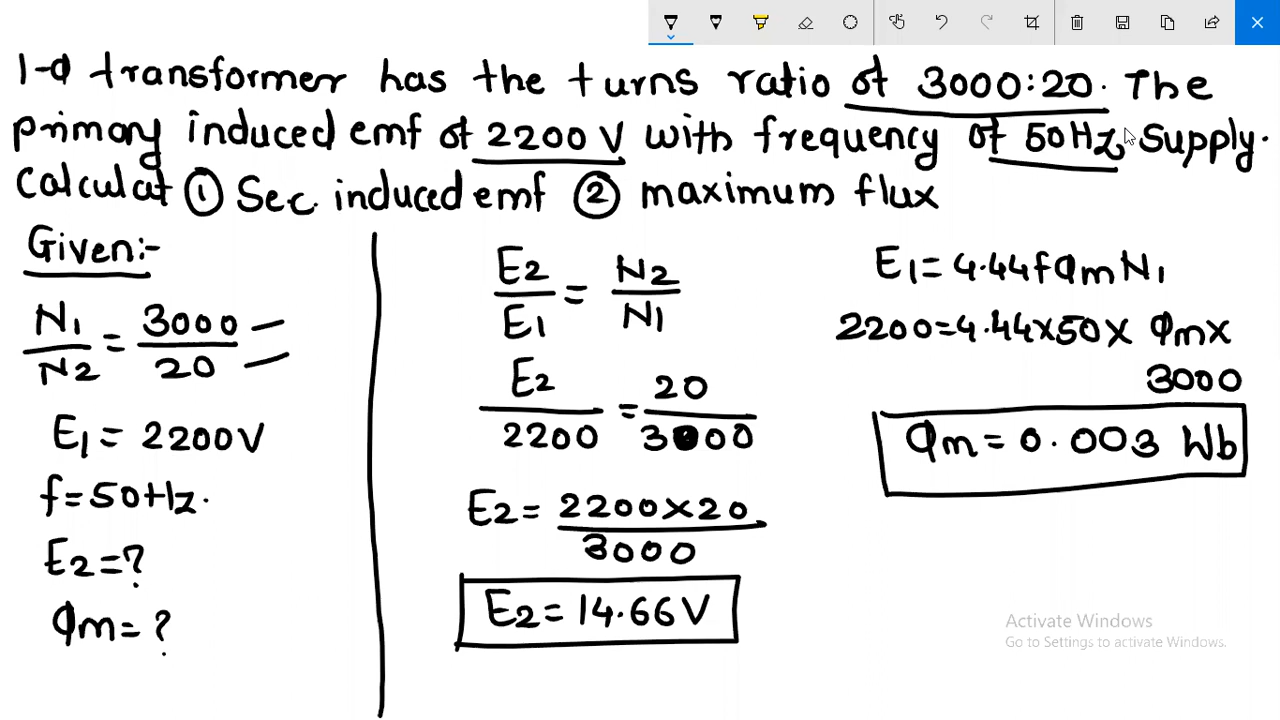 1-Φ transformer has the turns ratio of 3000:20. The
primary induced emf of 2200 V with frequency of 50Hz supply.
Calculat ① Sec. induced emf ② maximum flux
Given:-
N1/N2 = 3000/20
E1 = 2200V
f=50Hz.
E2=?
Φm=?
E2/E1 = N2/N1
E2/2200 = 20/3000
E2= 2200×20/3000
E2= 14.66 V
E1= 4.44fΦmN1
2200=4.44×50× Φm×
3000
Φm = 0.003 Wb
Activate Windows
Go to Settings to activate Windows.